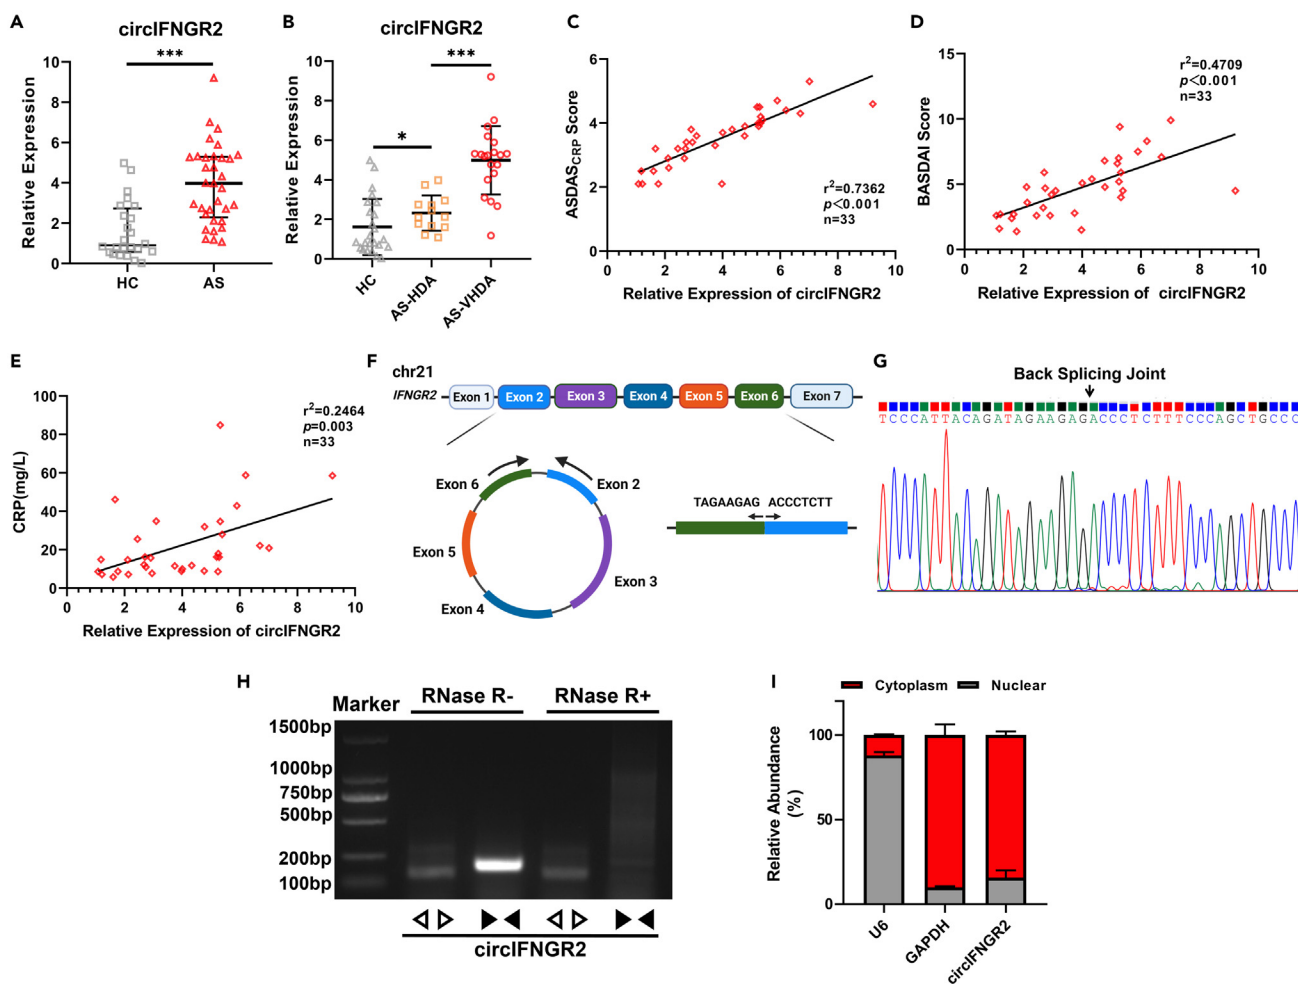 A
circIFNGR2
***
Relative Expression
10
8
6
4
2
0
HC
AS
B
circIFNGR2
***
*
Relative Expression
10
8
6
4
2
0
HC
AS-HDA
AS-VHDA
C
ASDASCRP Score
6
4
2
0
r2=0.7362
p<0.001
n=33
0 2 4 6 8 10
Relative Expression of circIFNGR2
D
BASDAI Score
15
10
5
0
r2=0.4709
p<0.001
n=33
0 2 4 6 8 10
Relative Expression of circIFNGR2
E
CRP(mg/L)
100
80
60
40
20
0
r2=0.2464
p=0.003
n=33
0 2 4 6 8 10
Relative Expression of circIFNGR2
F
chr21
IFNGR2
Exon 1 Exon 2 Exon 3 Exon 4 Exon 5 Exon 6 Exon 7
Exon 6
Exon 2
Exon 5
Exon 3
Exon 4
TAGAAGAG ACCCTCTT
G
Back Splicing Joint
TCCCATTACAGATAGAAGAGACCCTCTTTCCCAGCTGCCC
H
Marker
RNase R-
RNase R+
1500bp
1000bp
750bp
500bp
200bp
100bp
circIFNGR2
I
Cytoplasm
Nuclear
Relative Abundance
(%)
100
50
0
U6
GAPDH
circIFNGR2